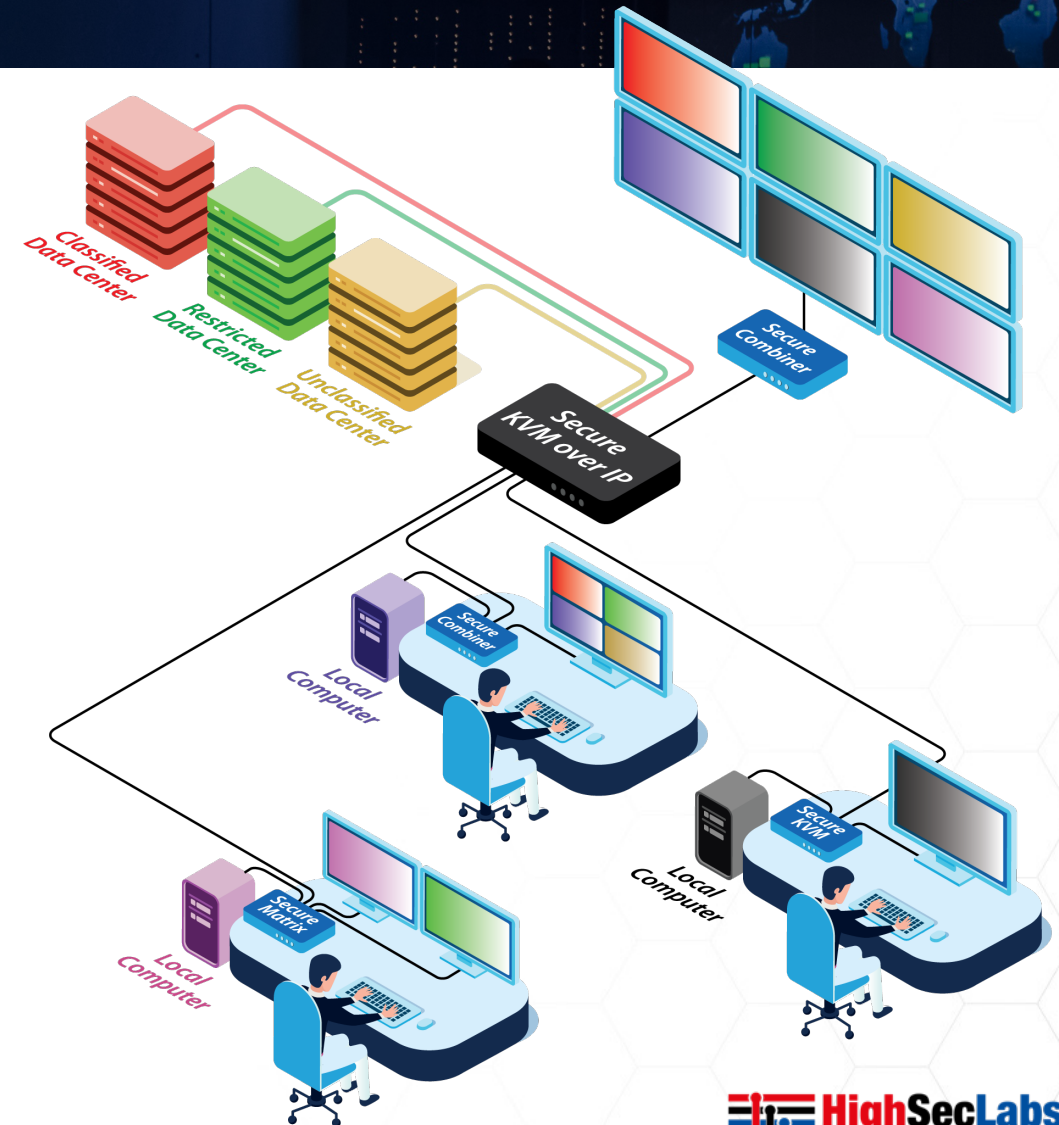 Classified
Data Center
Restricted
Data Center
Unclassified
Data Center
Secure
Combiner
Secure
KVM over IP
Secure
Combiner
Local
Computer
Secure
KVM
Local
Computer
Secure
Matrix
Local
Computer
HighSecLabs